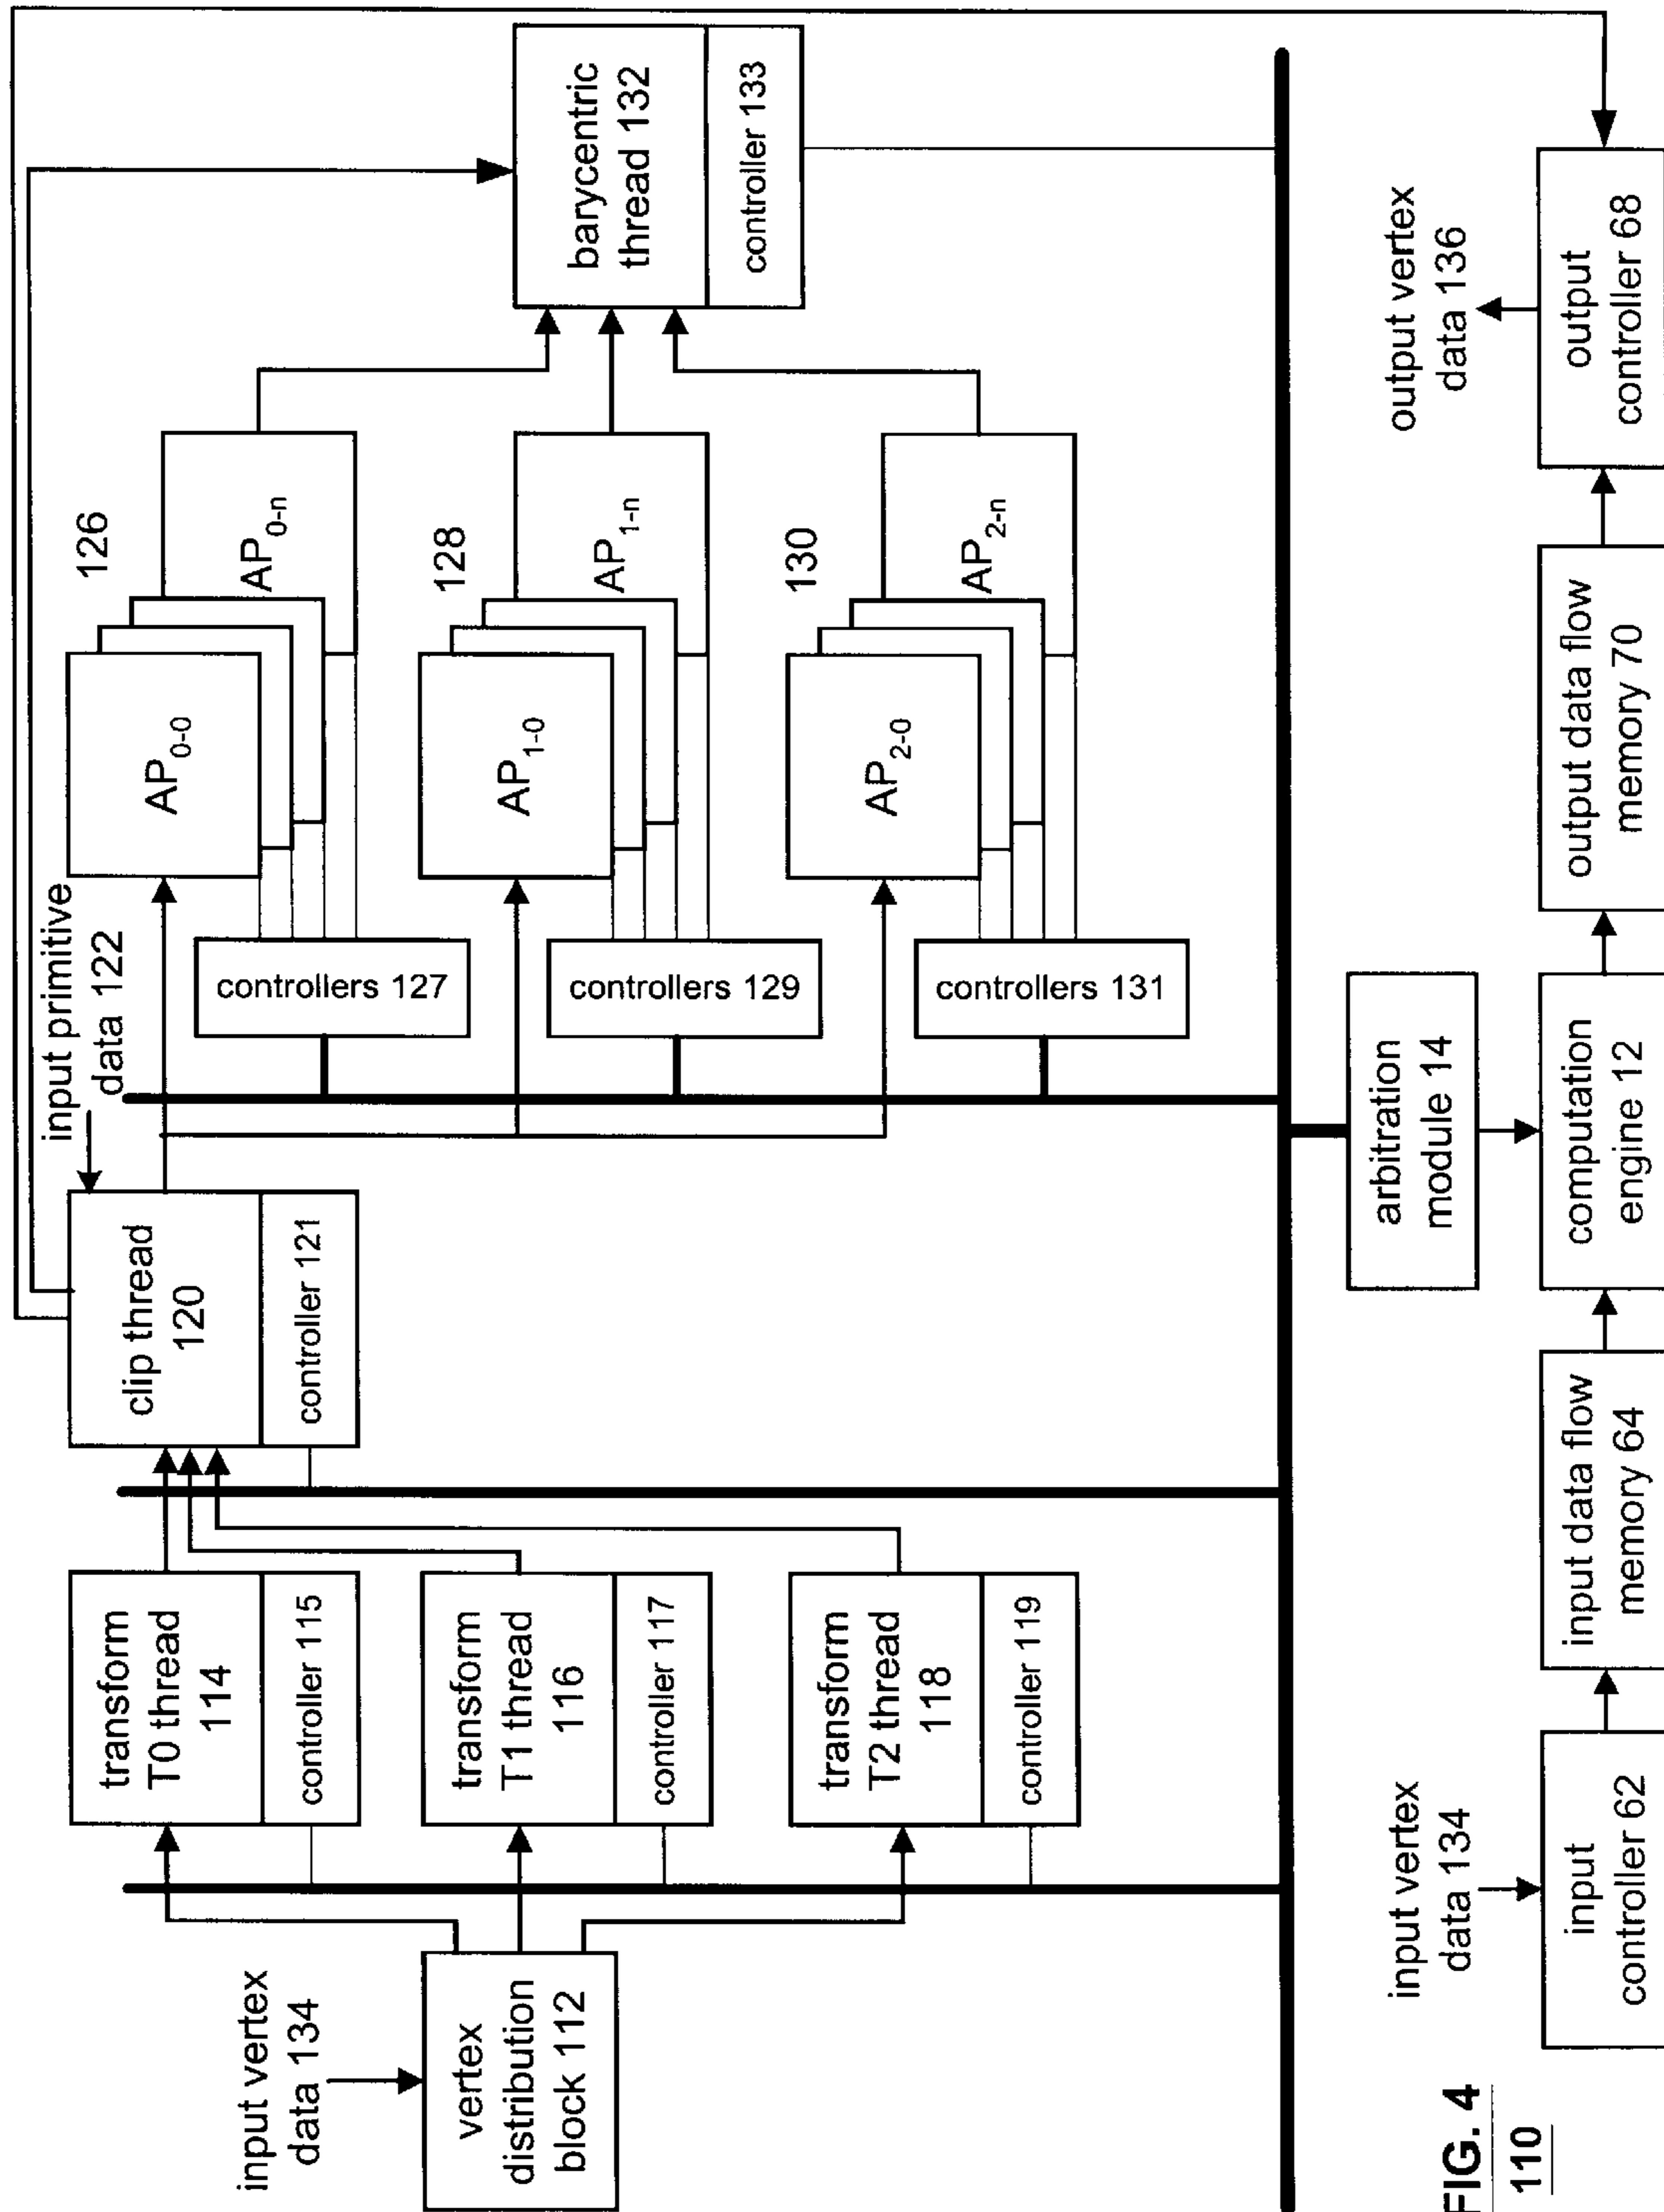 input vertex
data 134
vertex
distribution
block 112
transform
T0 thread
114
controller 115
transform
T1 thread
116
controller 117
transform
T2 thread
118
controller 119
clip thread
120
controller 121
input primitive
data 122
AP0-0
AP0-n
126
controllers 127
AP1-0
AP1-n
128
controllers 129
AP2-0
AP2-n
130
controllers 131
barycentric
thread 132
controller 133
arbitration
module 14
input vertex
data 134
input
controller 62
input data flow
memory 64
computation
engine 12
output data flow
memory 70
output
controller 68
output vertex
data 136
FIG. 4
110